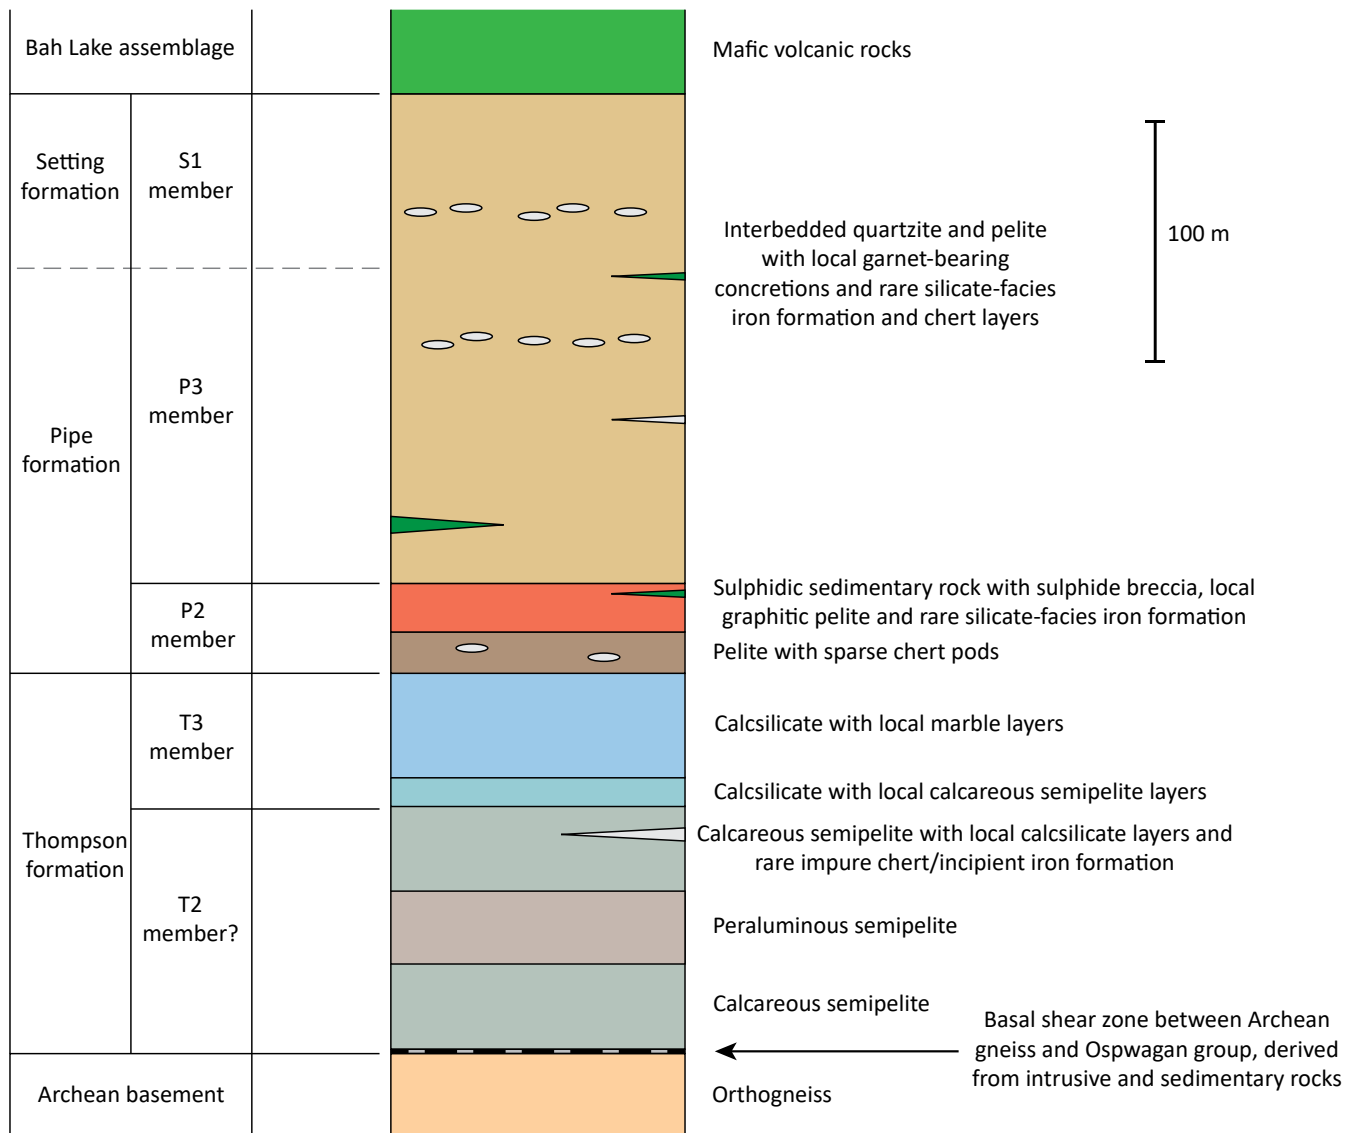 Bah Lake assemblage
Mafic volcanic rocks
Setting
formation
S1
member
Interbedded quartzite and pelite
with local garnet-bearing
concretions and rare silicate-facies
iron formation and chert layers
100 m
Pipe
formation
P3
member
P2
member
Sulphidic sedimentary rock with sulphide breccia, local
graphitic pelite and rare silicate-facies iron formation
Pelite with sparse chert pods
Thompson
formation
T3
member
Calcsilicate with local marble layers
Calcsilicate with local calcareous semipelite layers
T2
member?
Calcareous semipelite with local calcsilicate layers and
rare impure chert/incipient iron formation
Peraluminous semipelite
Calcareous semipelite
Basal shear zone between Archean
gneiss and Ospwagan group, derived
from intrusive and sedimentary rocks
Archean basement
Orthogneiss